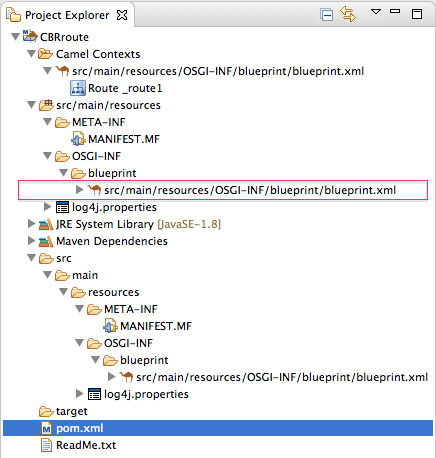 Project Explorer
CBRroute
Camel Contexts
src/main/resources/OSGI-INF/blueprint/blueprint.xml
Route _route1
src/main/resources
META-INF
MANIFEST.MF
OSGI-INF
blueprint
src/main/resources/OSGI-INF/blueprint/blueprint.xml
log4j.properties
JRE System Library [JavaSE-1.8]
Maven Dependencies
src
main
resources
META-INF
MANIFEST.MF
OSGI-INF
blueprint
src/main/resources/OSGI-INF/blueprint/blueprint.xml
log4j.properties
target
pom.xml
ReadMe.txt